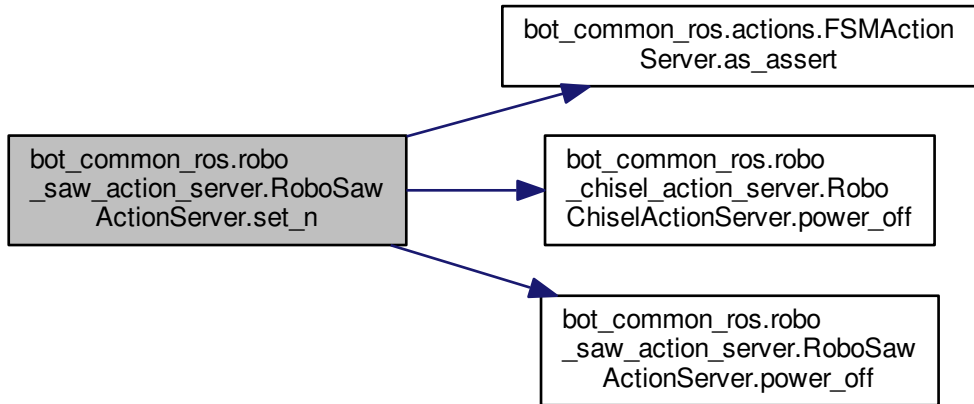 bot_common_ros.actions.FSMAction
Server.as_assert
bot_common_ros.robo
_saw_action_server.RoboSaw
ActionServer.set_n
bot_common_ros.robo
_chisel_action_server.Robo
ChiselActionServer.power_off
bot_common_ros.robo
_saw_action_server.RoboSaw
ActionServer.power_off